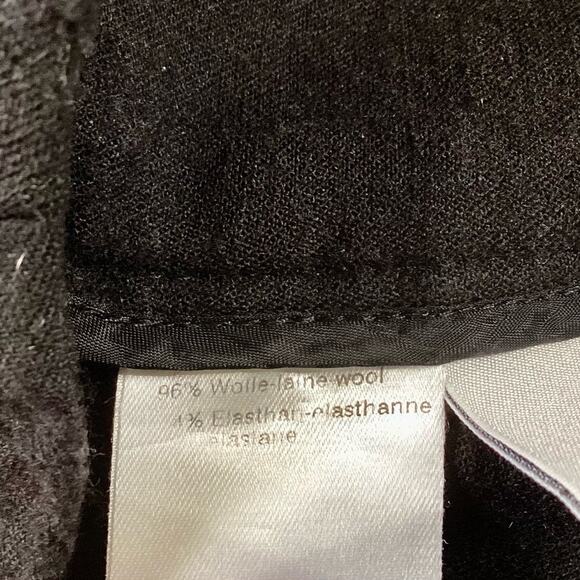 96% Wolle-laine-wool
4% Elasthan-elasthanne
elastane